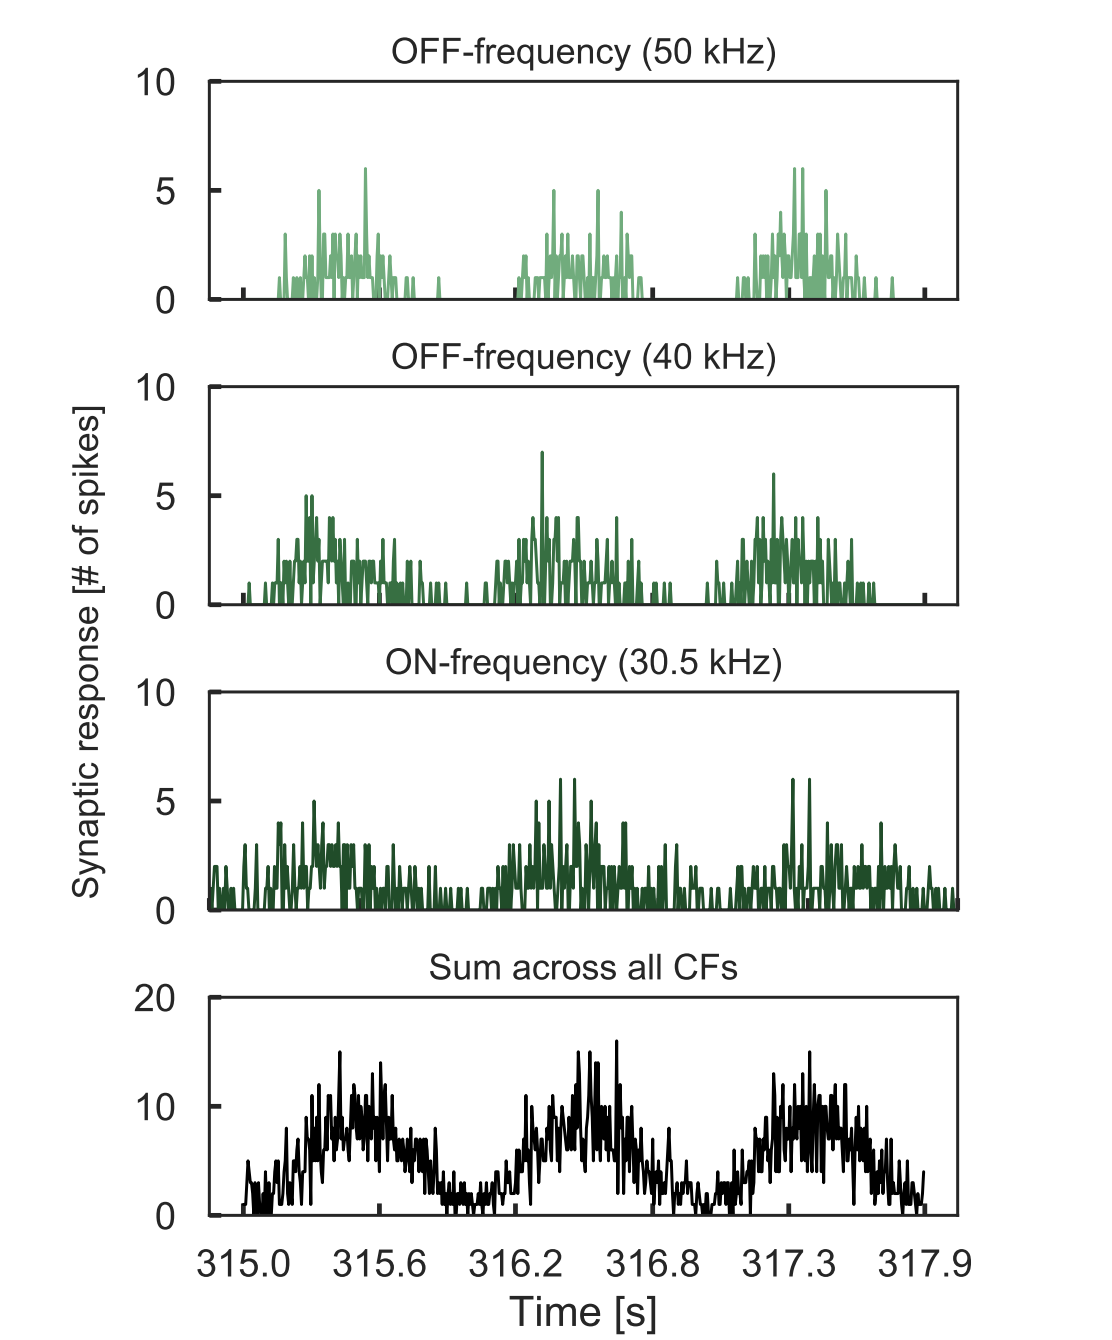 OFF-frequency (50 kHz)
10
5
0
OFF-frequency (40 kHz)
10
5
0
Synaptic response [# of spikes]
ON-frequency (30.5 kHz)
10
5
0
Sum across all CFs
20
10
0
315.0 315.6 316.2 316.8 317.3 317.9
Time [s]